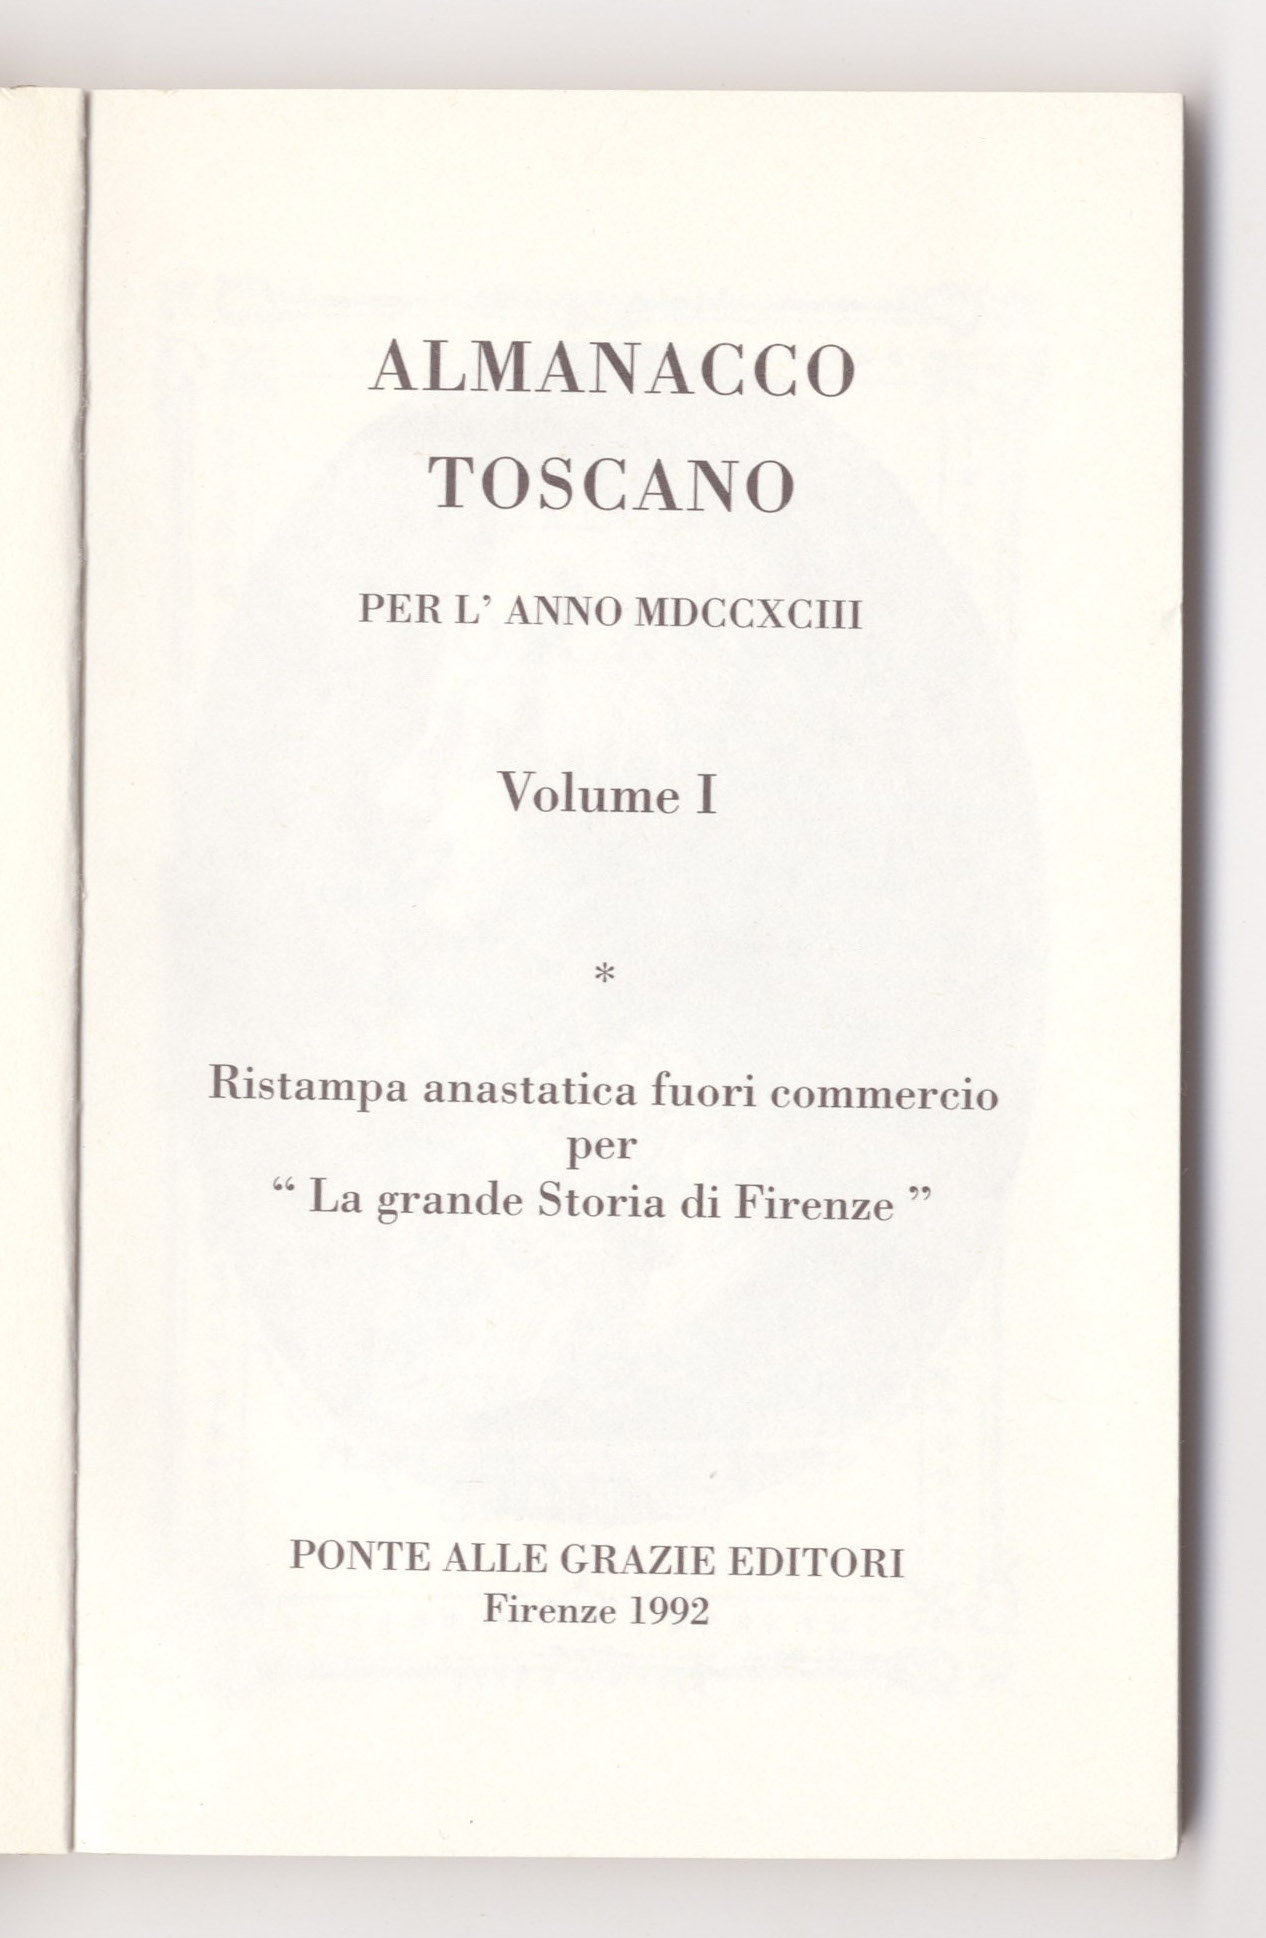 ALMANACCO
TOSCANO
PER L' ANNO MDCCXCIII
Volume I
*
Ristampa anastatica fuori commercio
per
“ La grande Storia di Firenze ”
PONTE ALLE GRAZIE EDITORI
Firenze 1992